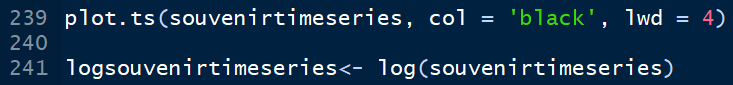 239 plot.ts(souvenirtimeseries, col = 'black', lwd = 4)
240
241 logsouvenirtimeseries<- log(souvenirtimeseries)